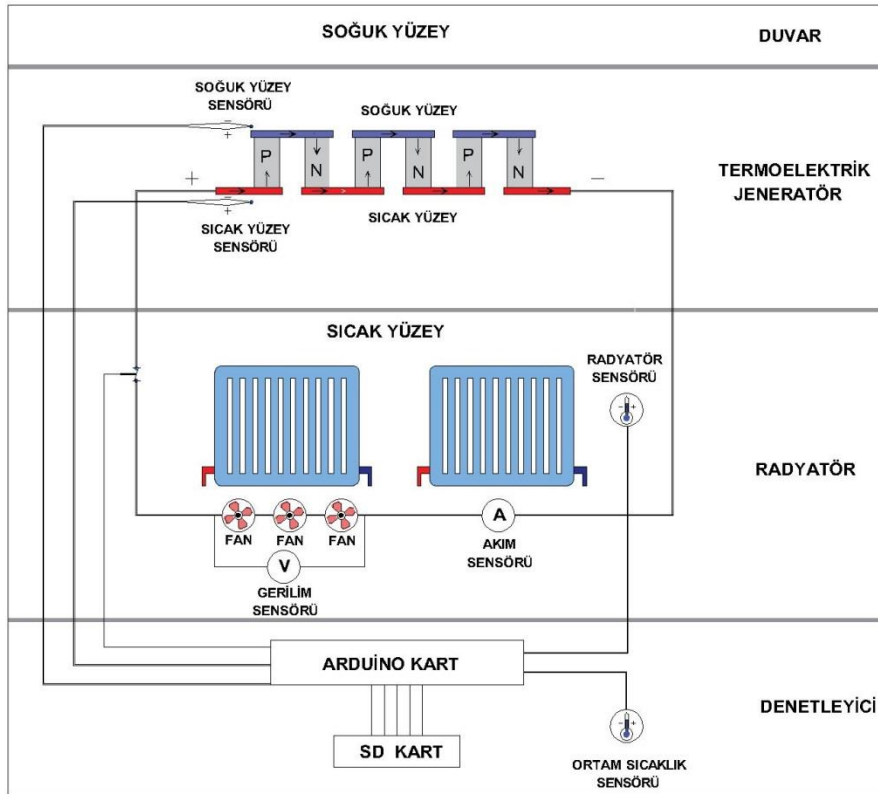 SOĞUK YÜZEY
DUVAR
SOĞUK YÜZEY
SENSÖRÜ
SOĞUK YÜZEY
P
N
P
N
P
N
+
−
−
+
−
+
SICAK YÜZEY
SENSÖRÜ
SICAK YÜZEY
TERMOELEKTRİK
JENERATÖR
SICAK YÜZEY
RADYATÖR
SENSÖRÜ
− +
RADYATÖR
FAN
FAN
FAN
A
AKIM
SENSÖRÜ
V
GERİLİM
SENSÖRÜ
ARDUİNO KART
SD KART
− +
ORTAM SICAKLIK
SENSÖRÜ
DENETLEYİCİ